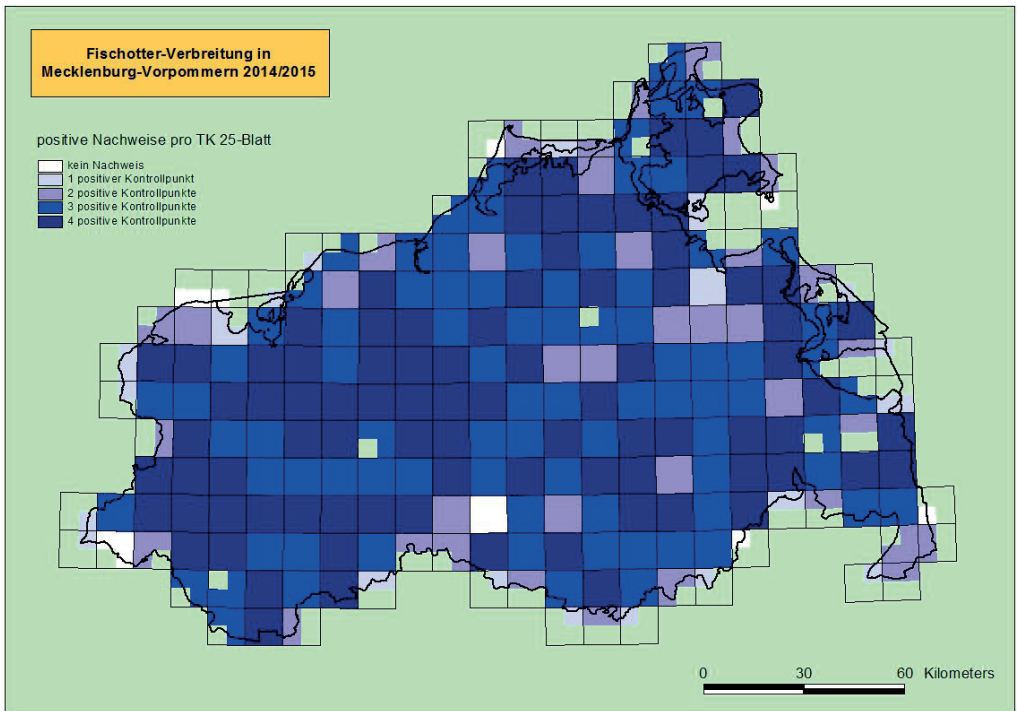 Fischotter-Verbreitung in
Mecklenburg-Vorpommern 2014/2015
positive Nachweise pro TK 25-Blatt
kein Nachweis
1 positiver Kontrollpunkt
2 positive Kontrollpunkte
3 positive Kontrollpunkte
4 positive Kontrollpunkte
0 30 60 Kilometers